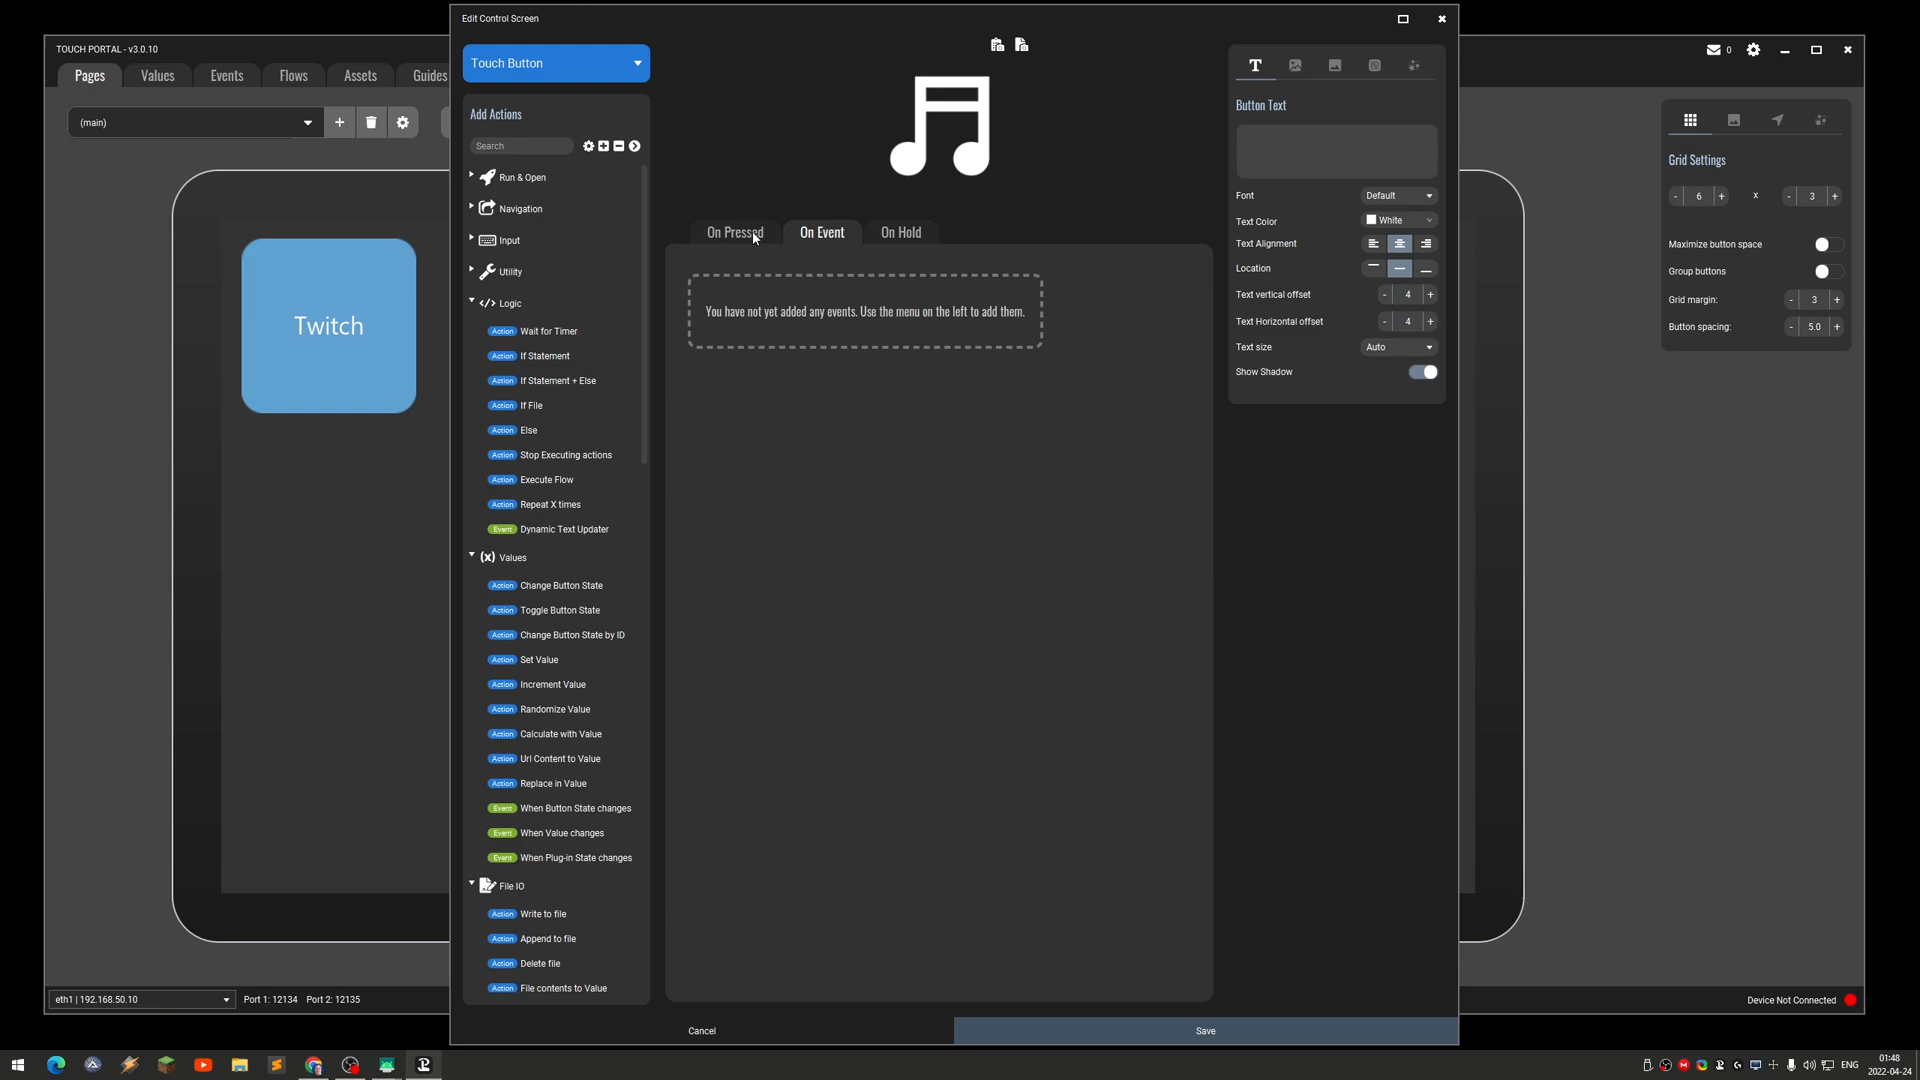 TOUCH PORTAL - v3.0.10
Pages
Values
Events
Flows
Assets
Guides
(main)
Twitch
eth1 | 192.168.50.10
Port 1: 12134
Port 2: 12135
Edit Control Screen
Touch Button
Add Actions
Search
Run & Open
Navigation
Input
Utility
</> Logic
Action Wait for Timer
Action If Statement
Action If Statement + Else
Action If File
Action Else
Action Stop Executing actions
Action Execute Flow
Action Repeat X times
Event Dynamic Text Updater
(x) Values
Action Change Button State
Action Toggle Button State
Action Change Button State by ID
Action Set Value
Action Increment Value
Action Randomize Value
Action Calculate with Value
Action Url Content to Value
Action Replace in Value
Event When Button State changes
Event When Value changes
Event When Plug-in State changes
File IO
Action Write to file
Action Append to file
Action Delete file
Action File contents to Value
On Pressed
On Event
On Hold
You have not yet added any events. Use the menu on the left to add them.
Cancel
Save
T
Button Text
Font Default
Text Color White
Text Alignment
Location
Text vertical offset - 4 +
Text Horizontal offset - 4 +
Text size Auto
Show Shadow
0
Grid Settings
- 6 + x - 3 +
Maximize button space
Group buttons
Grid margin: - 3 +
Button spacing: - 5.0 +
Device Not Connected
ENG
01:48
2022-04-24